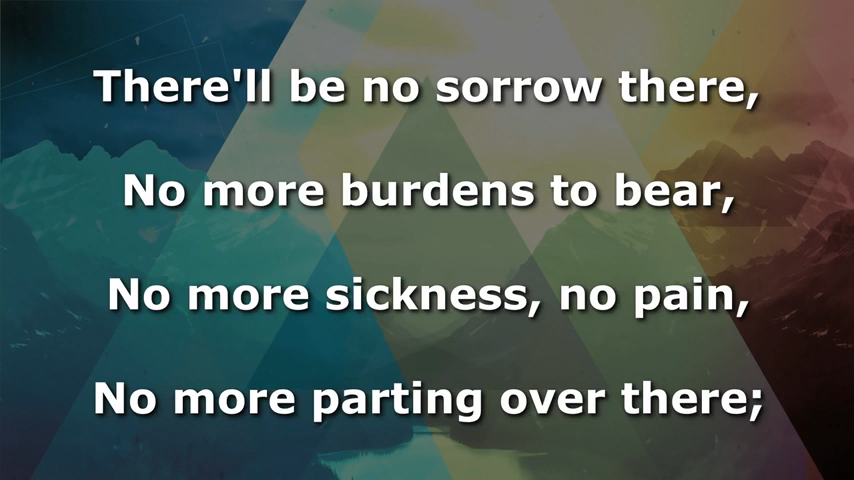 There'll be no sorrow there,
No more burdens to bear,
No more sickness, no pain,
No more parting over there;